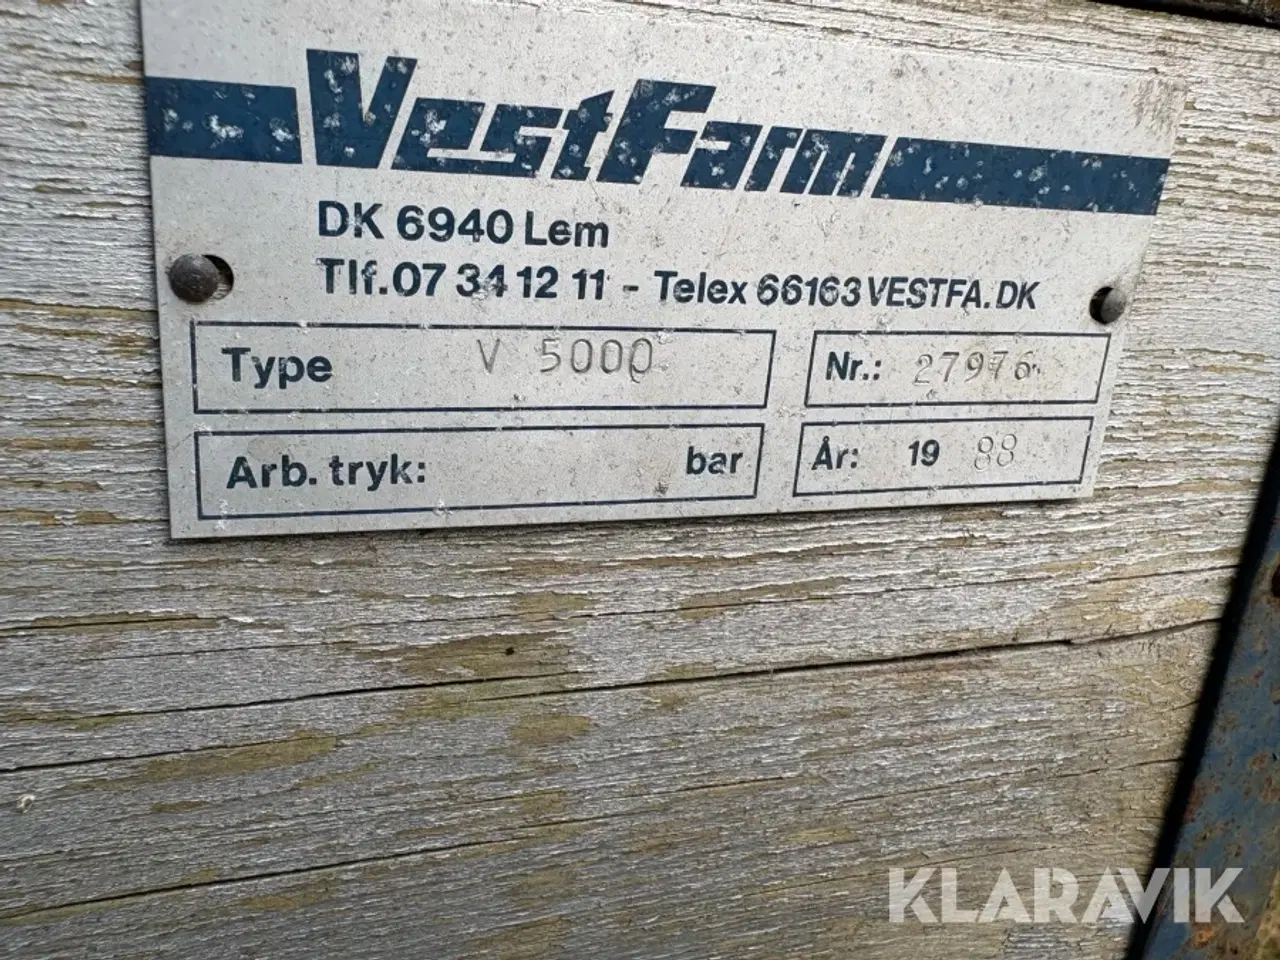 VestFarm
DK 6940 Lem
Tlf.07 34 12 11 - Telex 66163 VESTFA.DK
Type V 5000 Nr.: 27976
Arb. tryk: bar År: 19 88
KLARAVIK